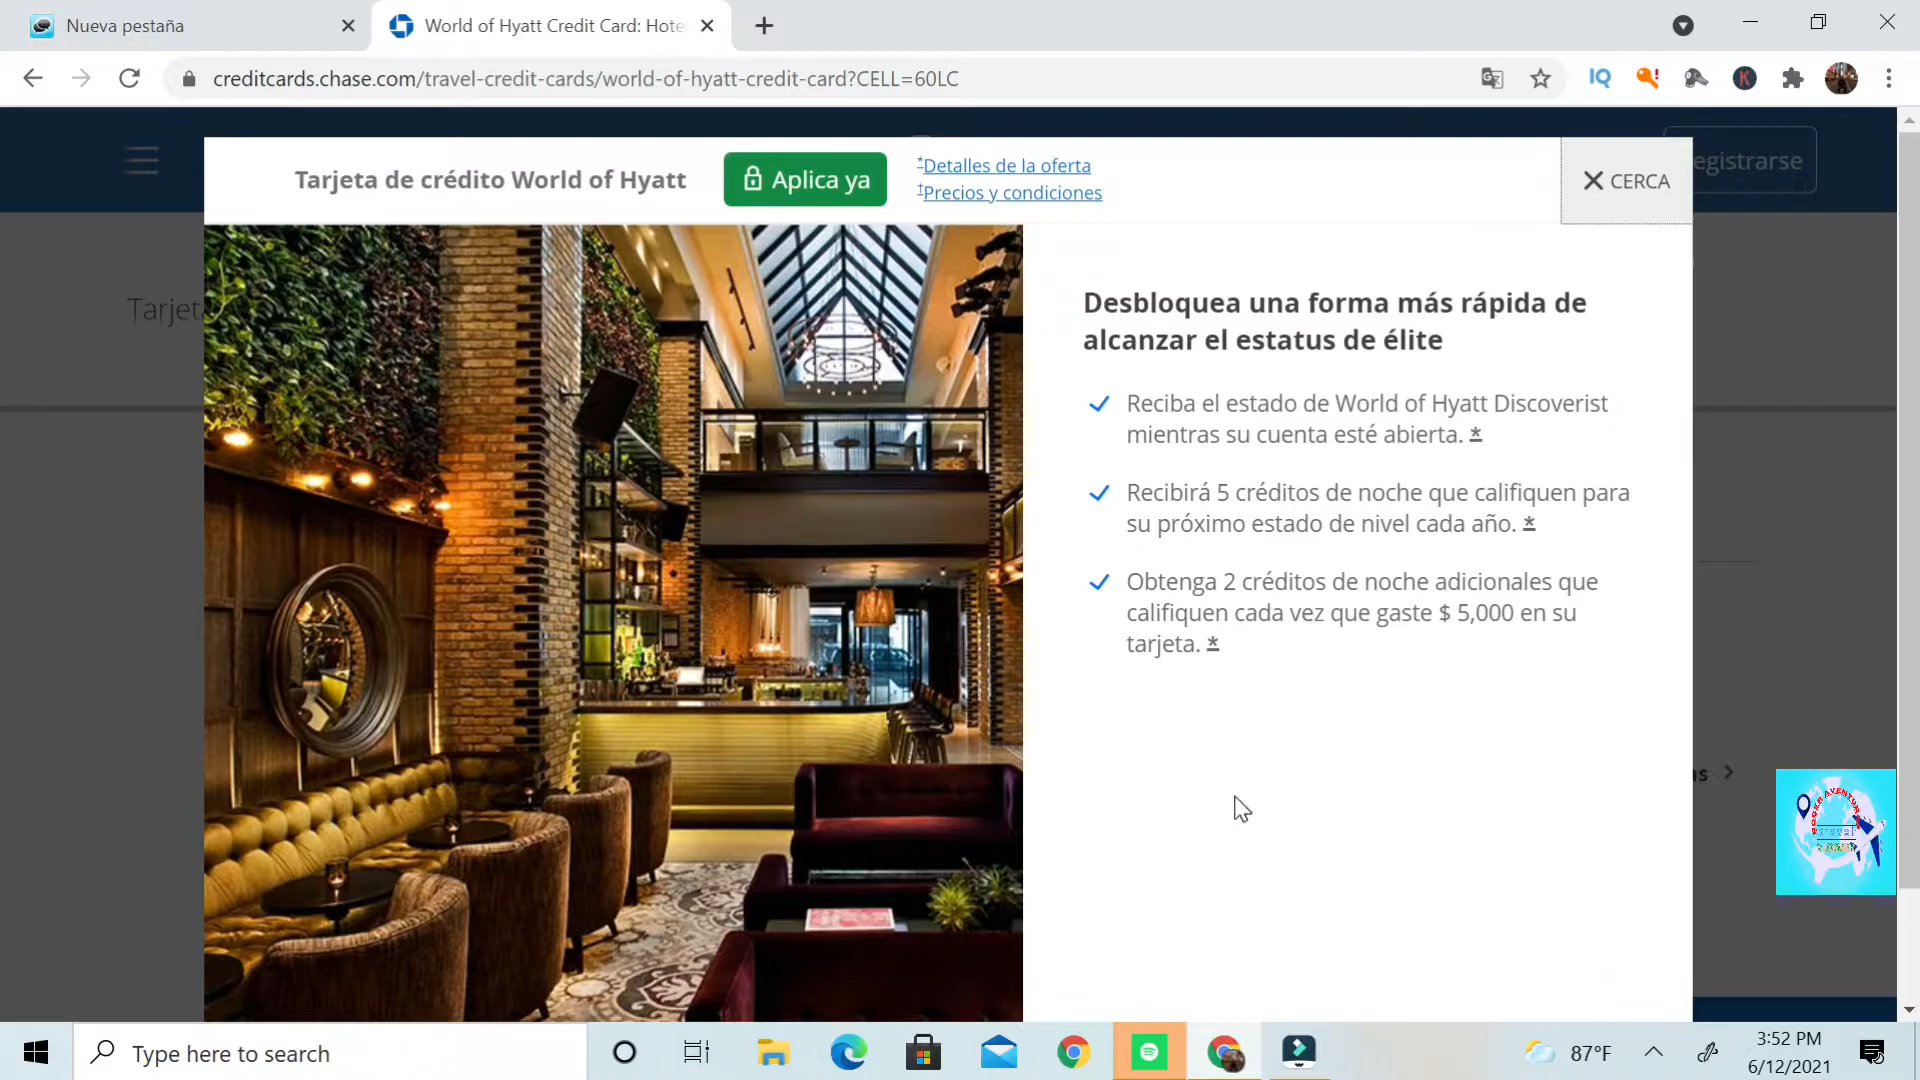 Nueva pestaña
World of Hyatt Credit Card: Hote
creditcards.chase.com/travel-credit-cards/world-of-hyatt-credit-card?CELL=60LC
IQ
K
egistrarse
Tarjeta de crédito World of Hyatt
Aplica ya
*Detalles de la oferta
†Precios y condiciones
CERCA
Tarjeta
Desbloquea una forma más rápida de
alcanzar el estatus de élite
Reciba el estado de World of Hyatt Discoverist
mientras su cuenta esté abierta. *
Recibirá 5 créditos de noche que califiquen para
su próximo estado de nivel cada año. *
Obtenga 2 créditos de noche adicionales que
califiquen cada vez que gaste $ 5,000 en su
tarjeta. *
as
Type here to search
87°F
3:52 PM
6/12/2021